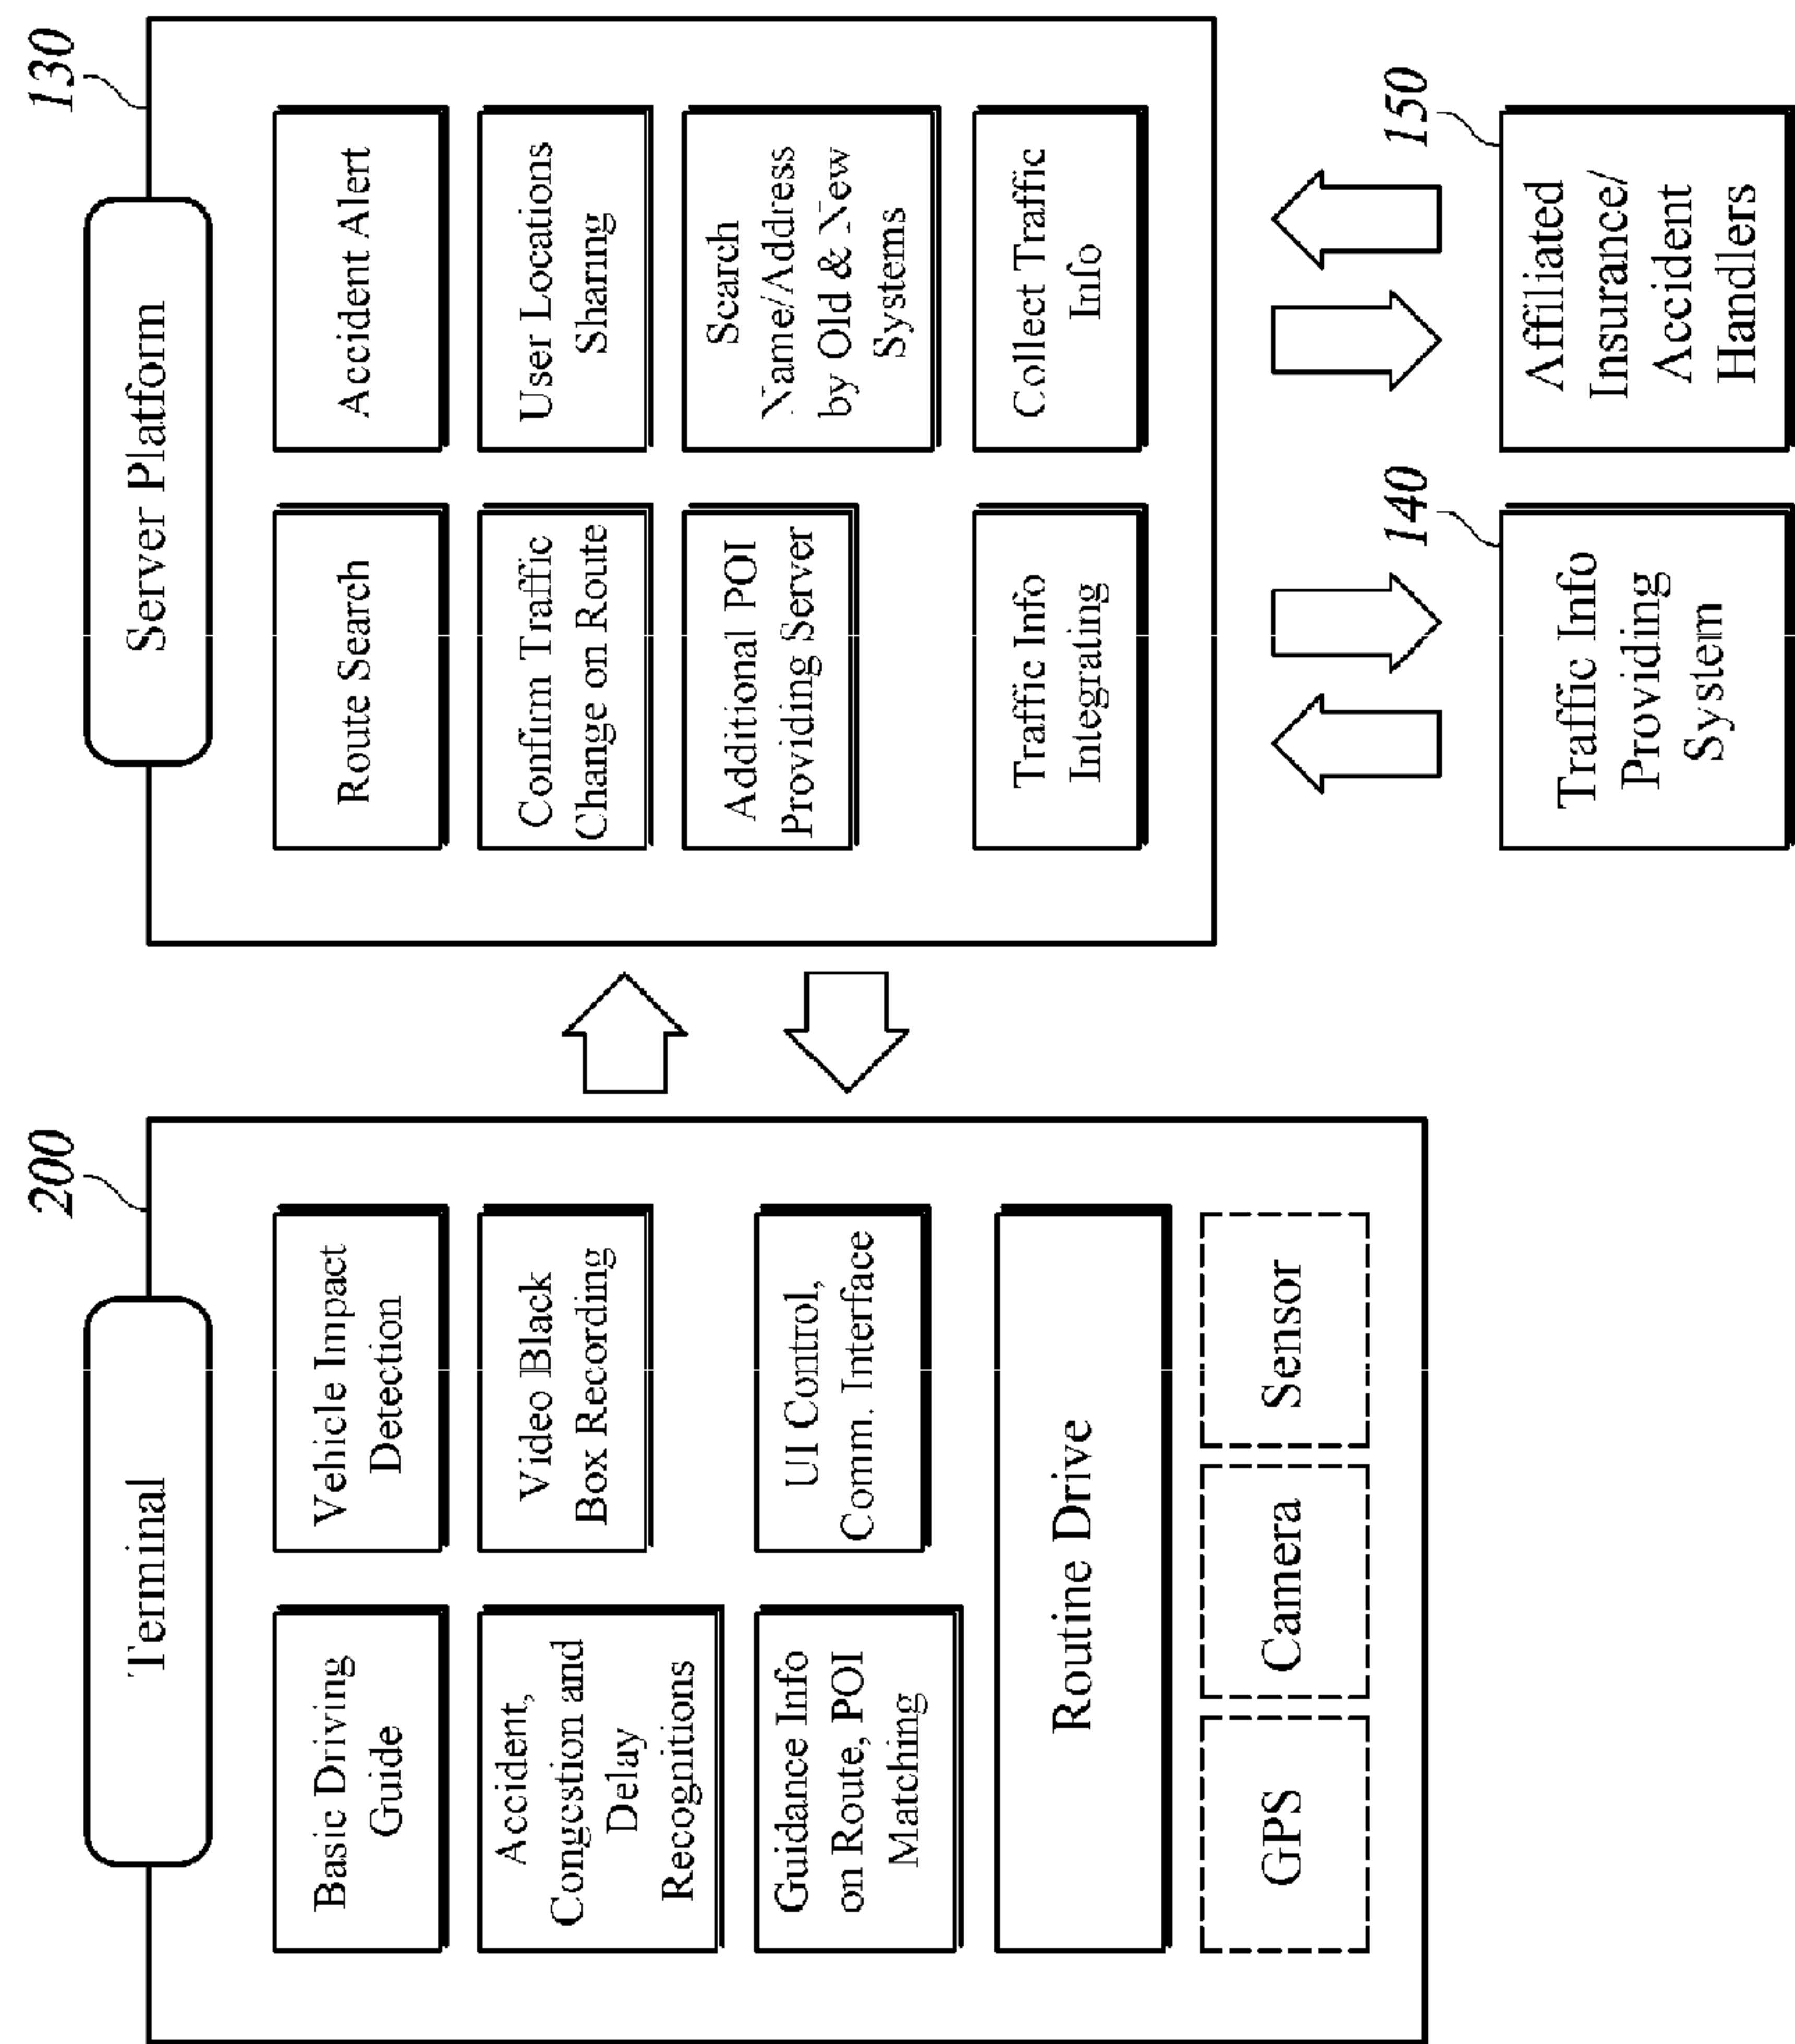 200
Terminal
Basic Driving
Guide
Vehicle Impact
Detection
Accident,
Congestion and
Delay
Recognitions
Video Black
Box Recording
Guidance Info
on Route, POI
Matching
UI Control,
Comm. Interface
Routine Drive
GPS
Camera
Sensor
130
Server Platform
Route Search
Accident Alert
Confirm Traffic
Change on Route
User Locations
Sharing
Additional POI
Providing Server
Search
Name/Address
by Old & New
Systems
Traffic Info
Integrating
Collect Traffic
Info
140
Traffic Info
Providing
System
150
Affiliated
Insurance/
Accident
Handlers